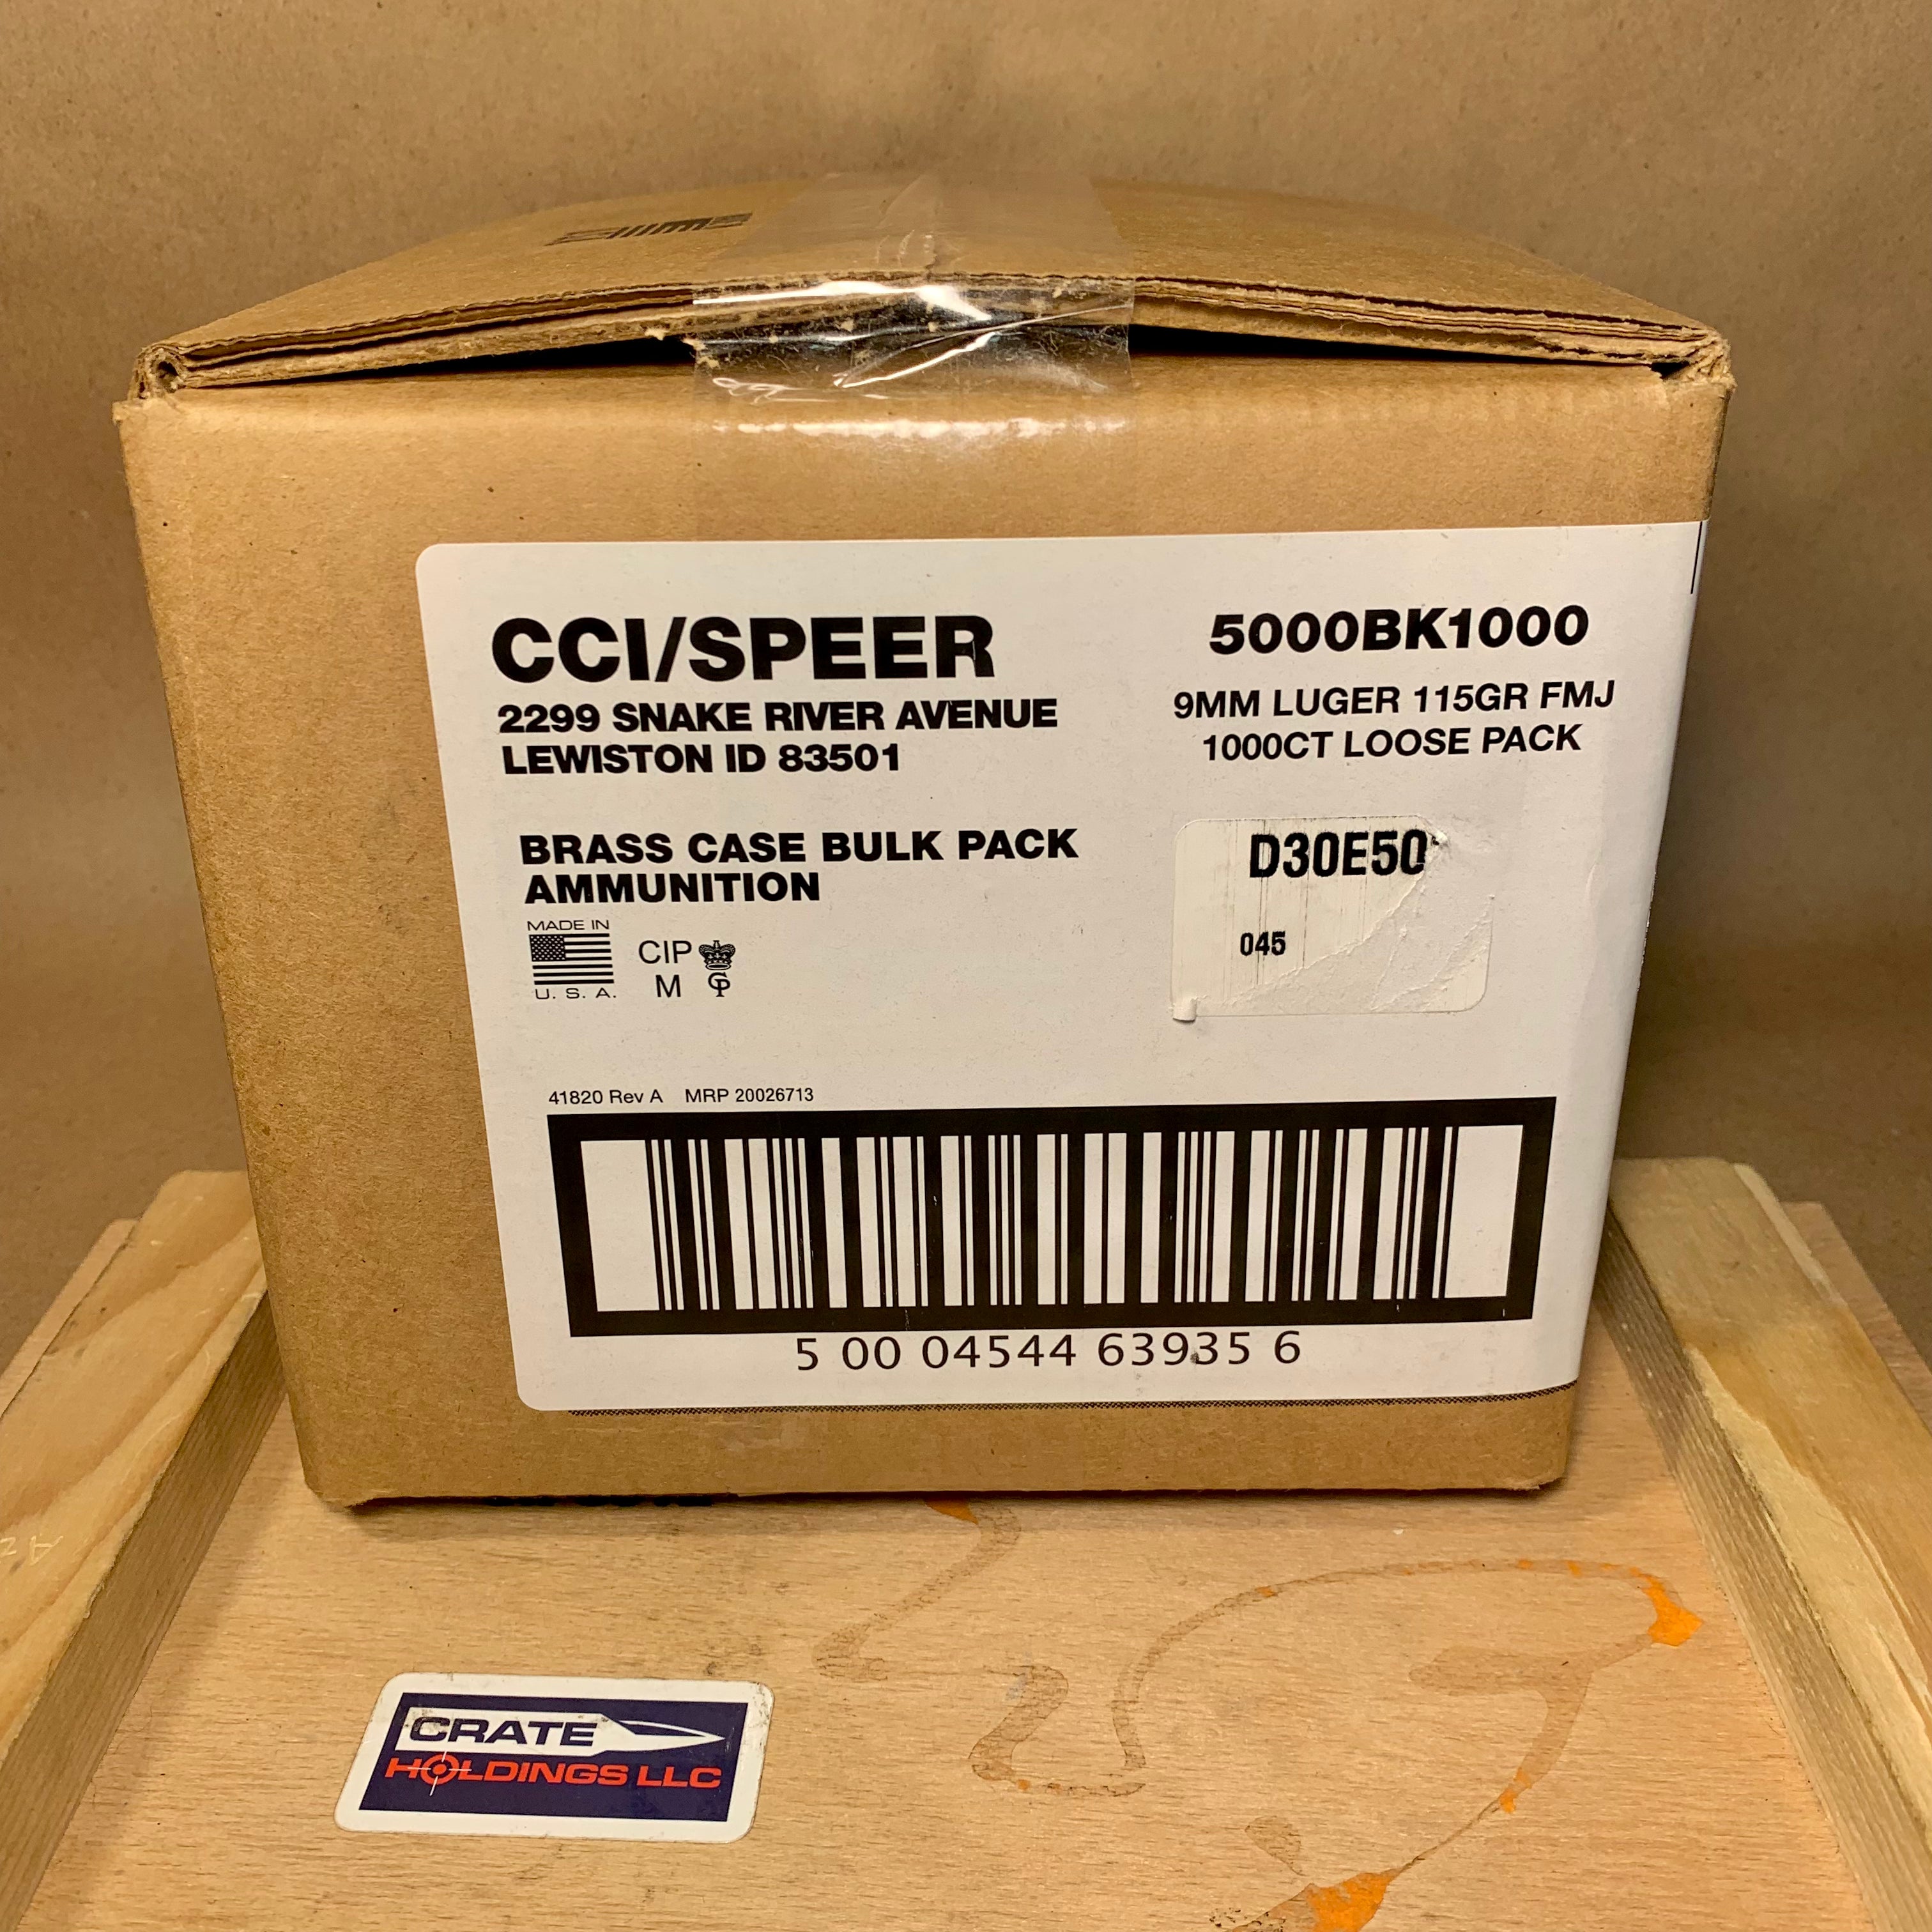 CCI/SPEER
2299 SNAKE RIVER AVENUE
LEWISTON ID 83501
5000BK1000
9MM LUGER 115GR FMJ
1000CT LOOSE PACK
BRASS CASE BULK PACK
AMMUNITION
D30E50
045
MADE IN
U. S. A.
CIP
M
41820 Rev A MRP 20026713
5 00 04544 63935 6
CRATE
HOLDINGS LLC